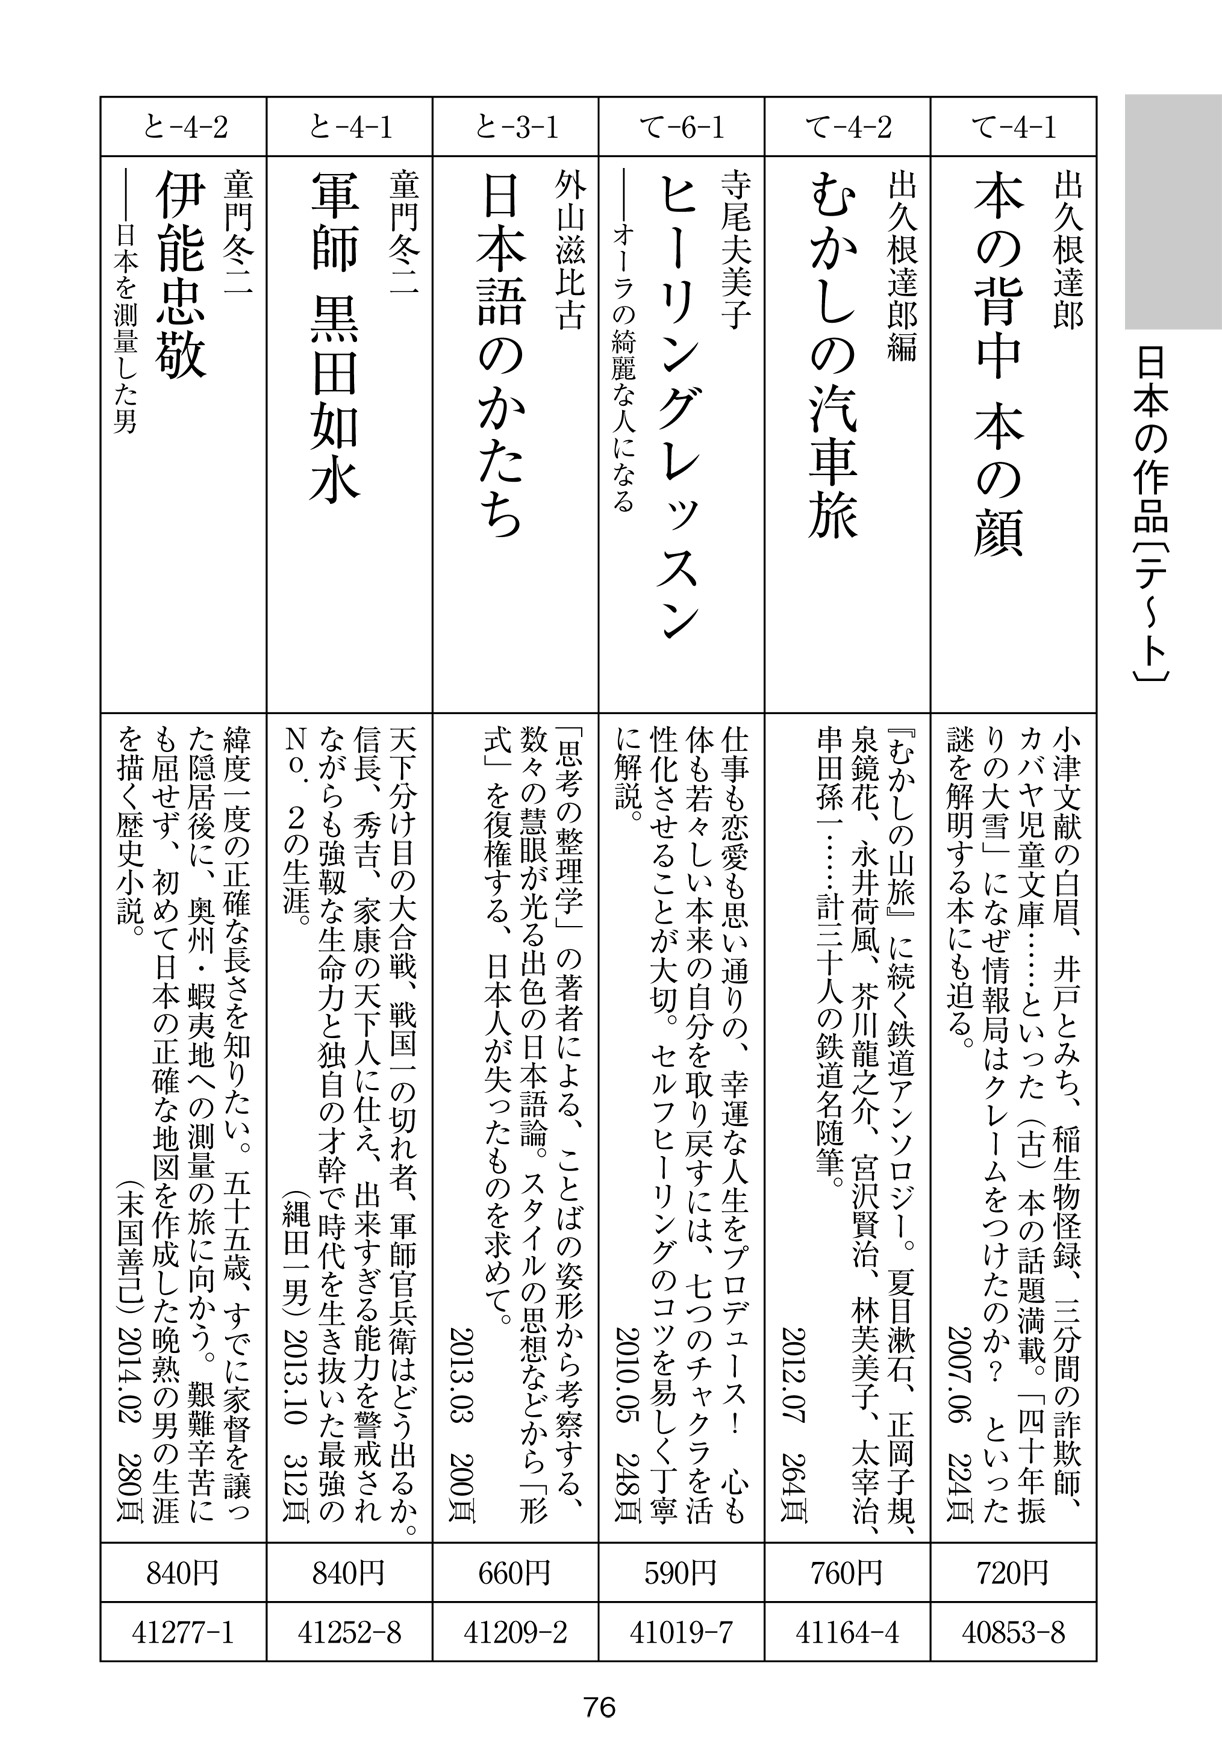 日本の作品〔テ～ト〕
て-4-1
出久根達郎
本の背中 本の顔
小津文献の白眉、井戸とみち、稲生物怪録、三分間の詐欺師、
カバヤ児童文庫……といった（古）本の話題満載。「四十年振
りの大雪」になぜ情報局はクレームをつけたのか？　といった
謎を解明する本にも迫る。
2007.06　224頁
720円
40853-8
て-4-2
出久根達郎編
むかしの汽車旅
『むかしの山旅』に続く鉄道アンソロジー。夏目漱石、正岡子規、
泉鏡花、永井荷風、芥川龍之介、宮沢賢治、林芙美子、太宰治、
串田孫一……計三十人の鉄道名随筆。
2012.07　264頁
760円
41164-4
て-6-1
寺尾夫美子
ヒーリングレッスン
――オーラの綺麗な人になる
仕事も恋愛も思い通りの、幸運な人生をプロデュース！　心も
体も若々しい本来の自分を取り戻すには、七つのチャクラを活
性化させることが大切。セルフヒーリングのコツを易しく丁寧
に解説。
2010.05　248頁
590円
41019-7
と-3-1
外山滋比古
日本語のかたち
「思考の整理学」の著者による、ことばの姿形から考察する、
数々の慧眼が光る出色の日本語論。スタイルの思想などから「形
式」を復権する、日本人が失ったものを求めて。
2013.03　200頁
660円
41209-2
と-4-1
童門冬二
軍師 黒田如水
天下分け目の大合戦、戦国一の切れ者、軍師官兵衛はどう出るか。
信長、秀吉、家康の天下人に仕え、出来すぎる能力を警戒され
ながらも強靱な生命力と独自の才幹で時代を生き抜いた最強の
No.２の生涯。
（縄田一男）2013.10　312頁
840円
41252-8
と-4-2
童門冬二
伊能忠敬
――日本を測量した男
緯度一度の正確な長さを知りたい。五十五歳、すでに家督を譲っ
た隠居後に、奥州・蝦夷地への測量の旅に向かう。艱難辛苦に
も屈せず、初めて日本の正確な地図を作成した晩熟の男の生涯
を描く歴史小説。
（末国善己）2014.02　280頁
840円
41277-1
76